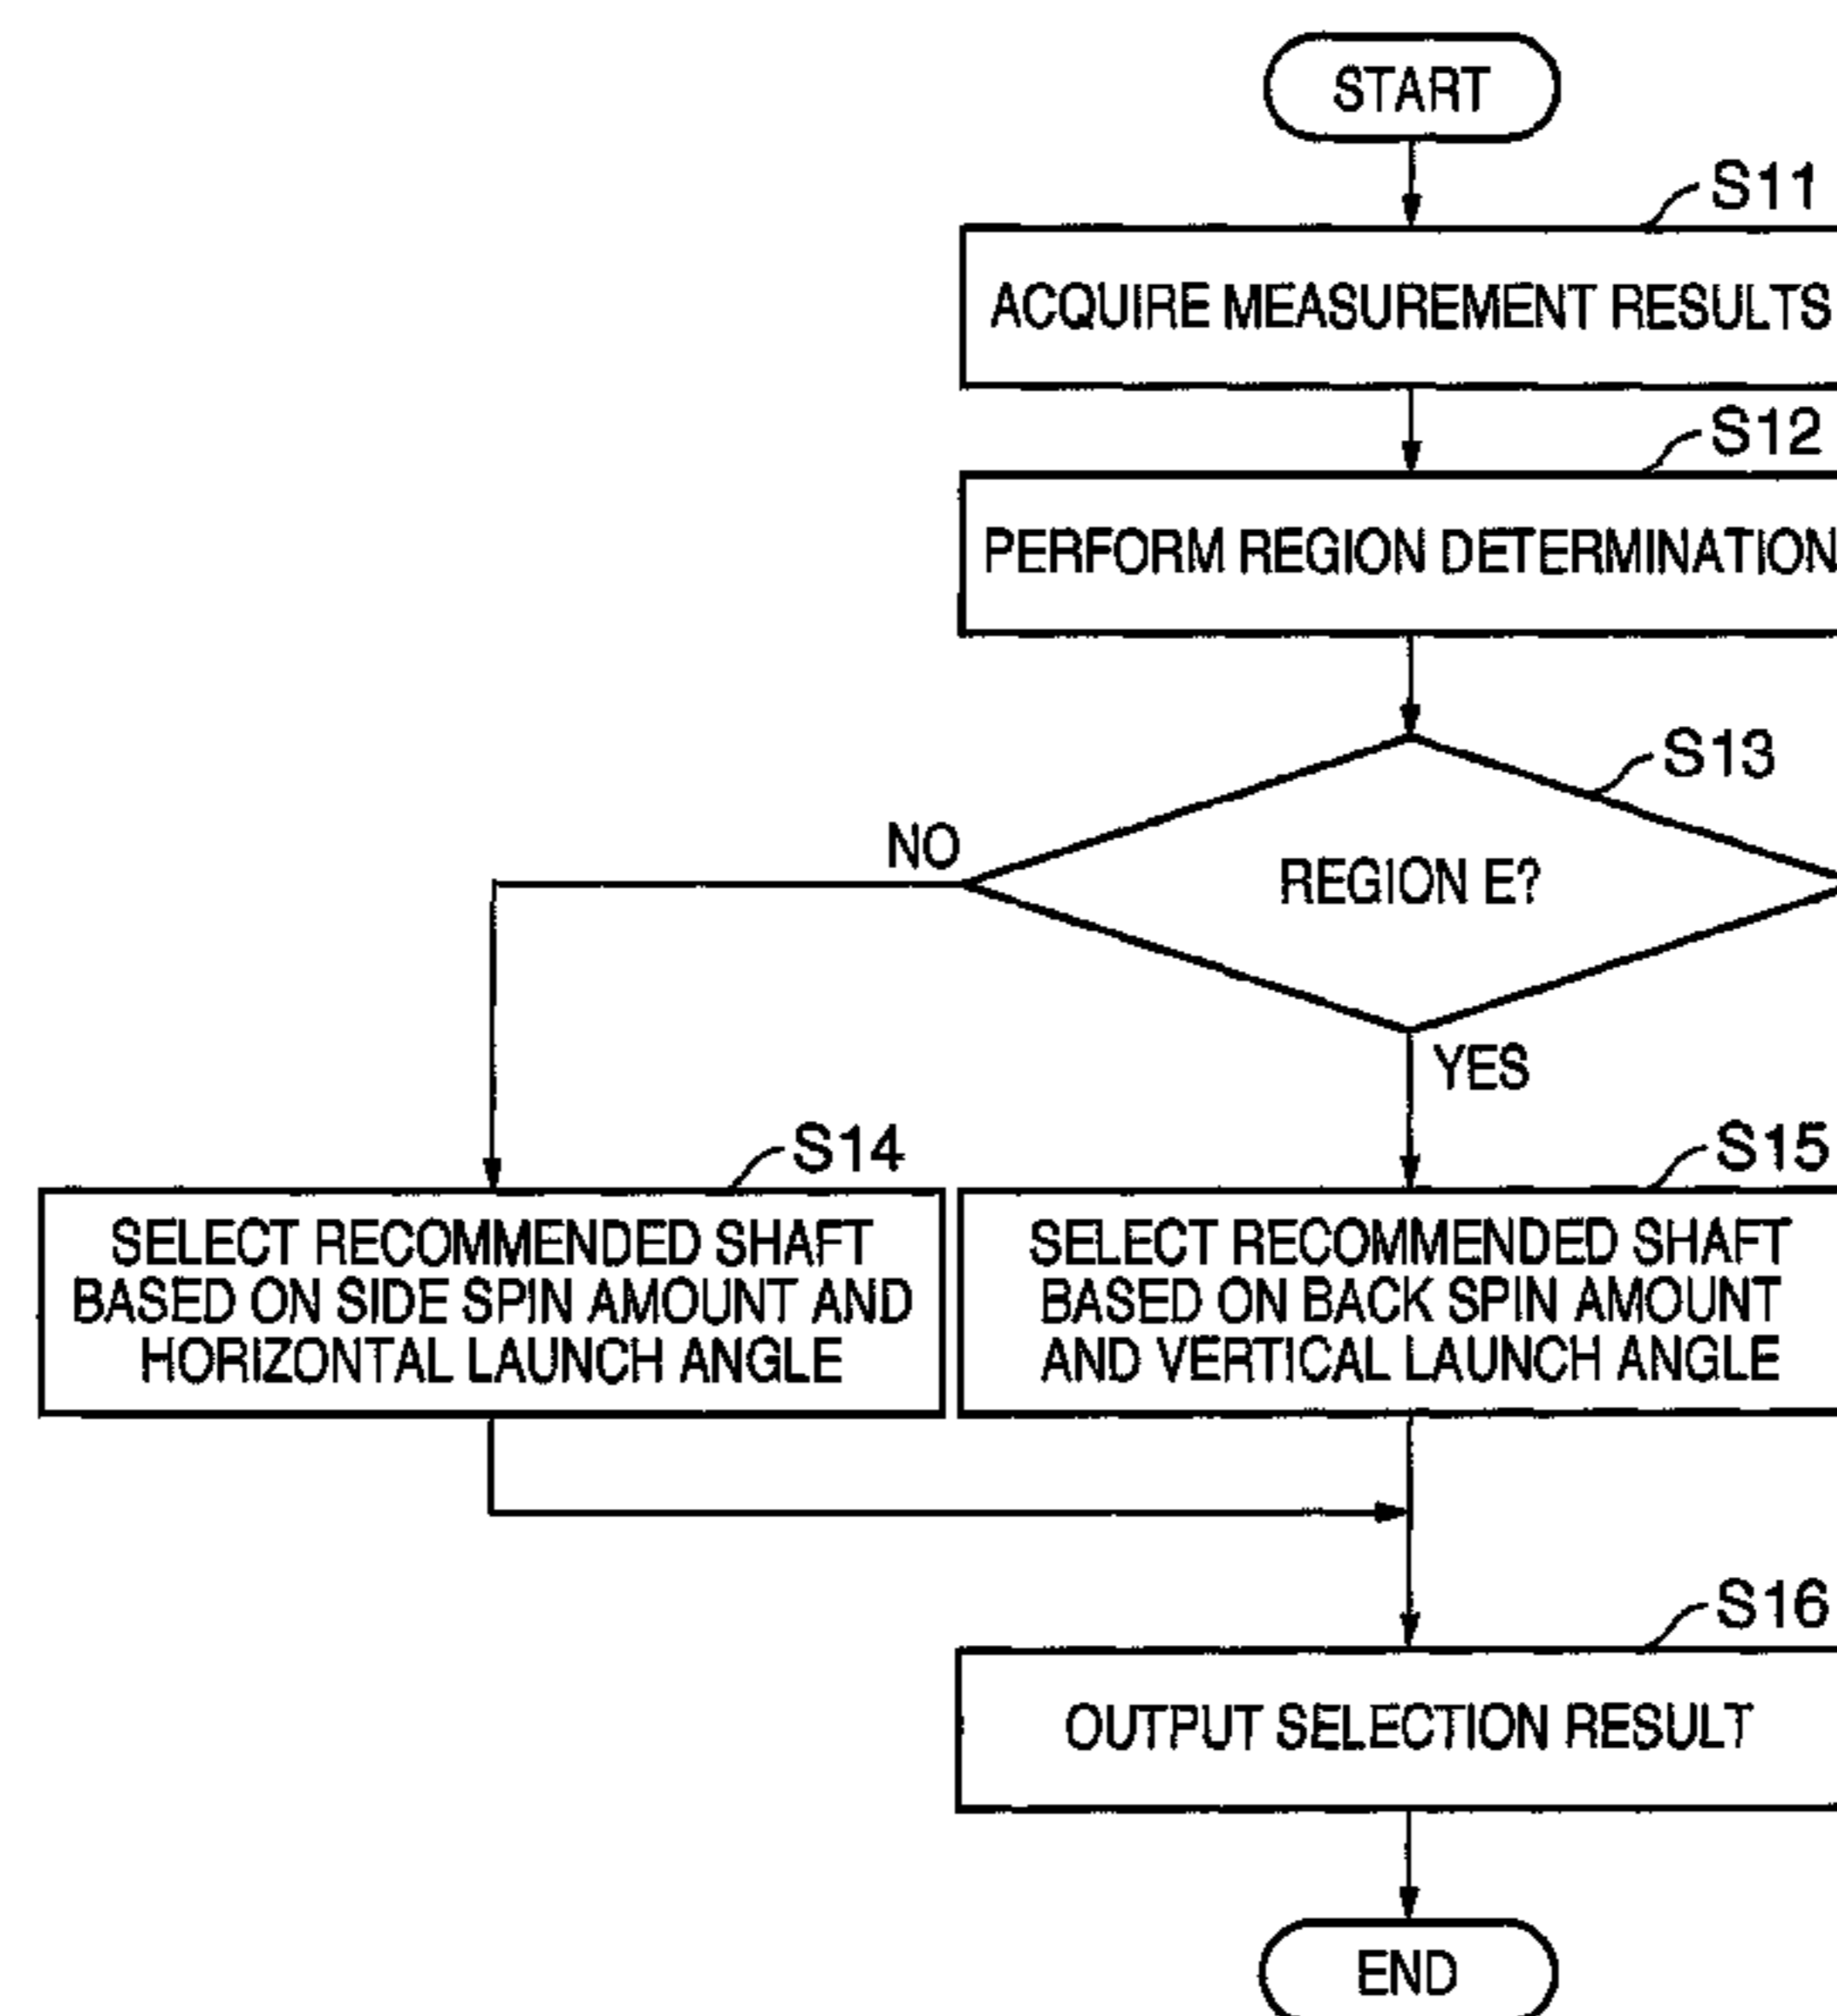 START
S11
ACQUIRE MEASUREMENT RESULTS
S12
PERFORM REGION DETERMINATION
S13
NO
REGION E?
YES
S14
SELECT RECOMMENDED SHAFT
BASED ON SIDE SPIN AMOUNT AND
HORIZONTAL LAUNCH ANGLE
S15
SELECT RECOMMENDED SHAFT
BASED ON BACK SPIN AMOUNT
AND VERTICAL LAUNCH ANGLE
S16
OUTPUT SELECTION RESULT
END